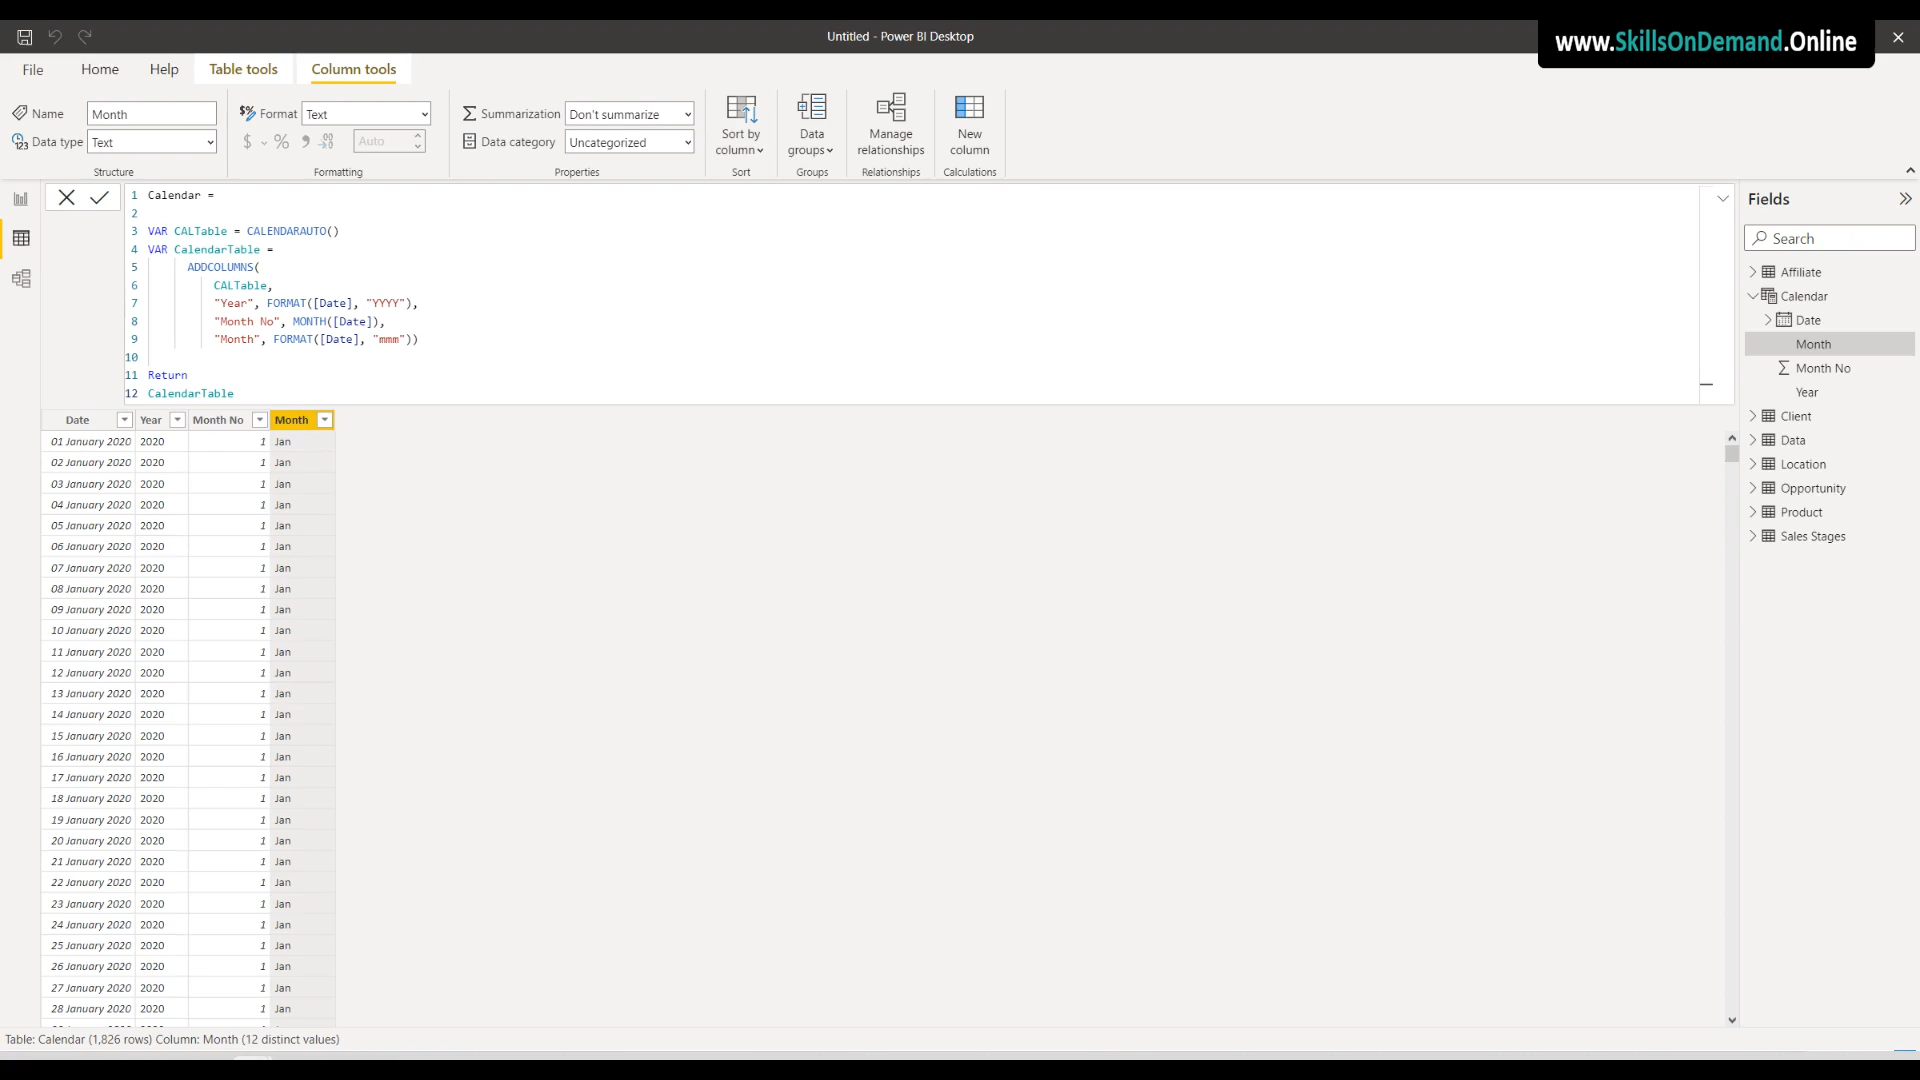 Untitled - Power BI Desktop
www.SkillsOnDemand.Online
File Home Help Table tools Column tools
Name Month
Data type Text
Structure
Format Text
$ % Auto
Formatting
Summarization Don't summarize
Data category Uncategorized
Properties
Sort by column
Sort
Data groups
Groups
Manage relationships
Relationships
New column
Calculations
1 Calendar =
2
3 VAR CALTable = CALENDARAUTO()
4 VAR CalendarTable =
5 ADDCOLUMNS(
6 CALTable,
7 "Year", FORMAT([Date], "YYYY"),
8 "Month No", MONTH([Date]),
9 "Month", FORMAT([Date], "mmm"))
10
11 Return
12 CalendarTable
Date Year Month No Month
01 January 2020 2020 1 Jan
02 January 2020 2020 1 Jan
03 January 2020 2020 1 Jan
04 January 2020 2020 1 Jan
05 January 2020 2020 1 Jan
06 January 2020 2020 1 Jan
07 January 2020 2020 1 Jan
08 January 2020 2020 1 Jan
09 January 2020 2020 1 Jan
10 January 2020 2020 1 Jan
11 January 2020 2020 1 Jan
12 January 2020 2020 1 Jan
13 January 2020 2020 1 Jan
14 January 2020 2020 1 Jan
15 January 2020 2020 1 Jan
16 January 2020 2020 1 Jan
17 January 2020 2020 1 Jan
18 January 2020 2020 1 Jan
19 January 2020 2020 1 Jan
20 January 2020 2020 1 Jan
21 January 2020 2020 1 Jan
22 January 2020 2020 1 Jan
23 January 2020 2020 1 Jan
24 January 2020 2020 1 Jan
25 January 2020 2020 1 Jan
26 January 2020 2020 1 Jan
27 January 2020 2020 1 Jan
28 January 2020 2020 1 Jan
Fields
Search
Affiliate
Calendar
Date
Month
Month No
Year
Client
Data
Location
Opportunity
Product
Sales Stages
Table: Calendar (1,826 rows) Column: Month (12 distinct values)